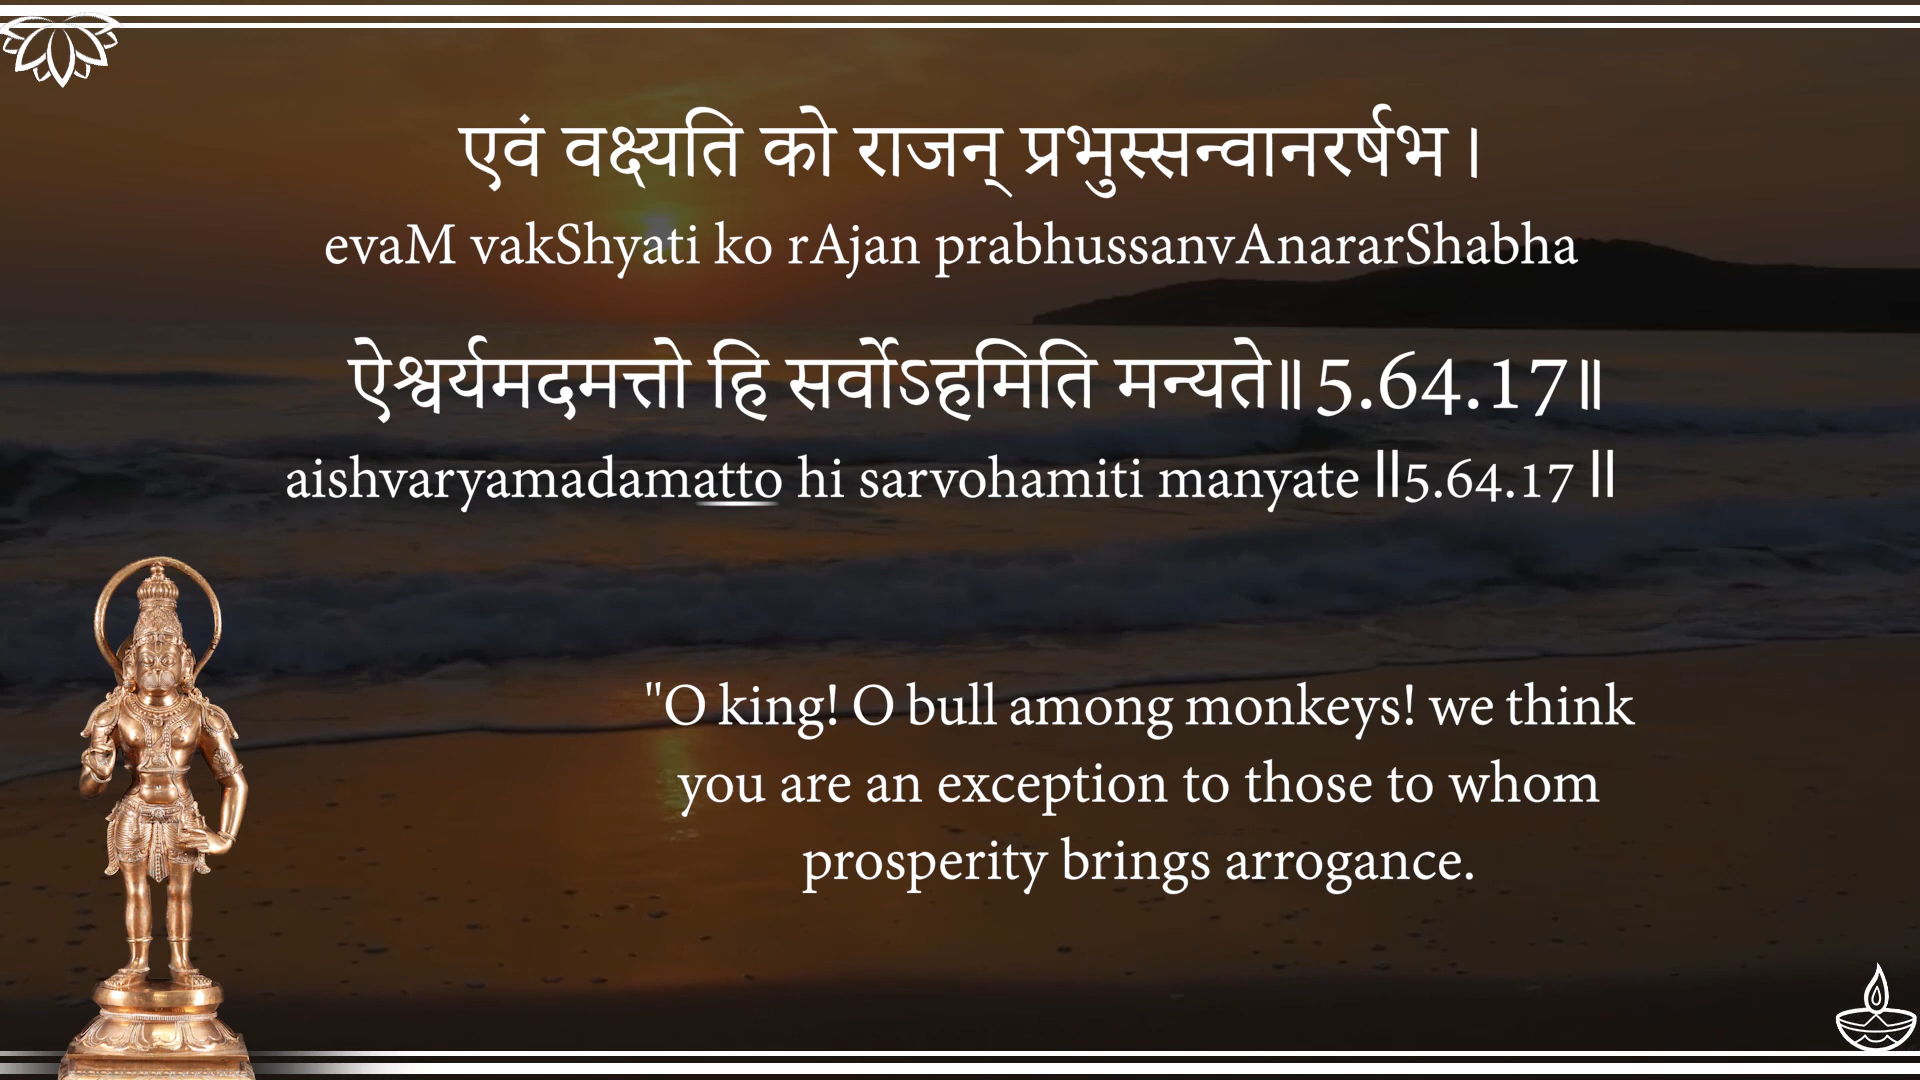 एवं वक्ष्यति को राजन् प्रभुस्सन्वानरर्षभ ।
evaM vakShyati ko rAjan prabhussanvAnararShabha
ऐश्वर्यमदमत्तो हि सर्वोऽहमिति मन्यते॥ 5.64.17॥
aishvaryamadamatto hi sarvohamiti manyate ||5.64.17 ||
"O king! O bull among monkeys! we think
you are an exception to those to whom
prosperity brings arrogance.